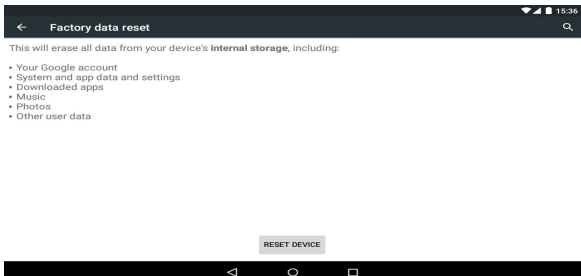 15:36
Factory data reset
This will erase all data from your device's internal storage, including:
• Your Google account
• System and app data and settings
• Downloaded apps
• Music
• Photos
• Other user data
RESET DEVICE